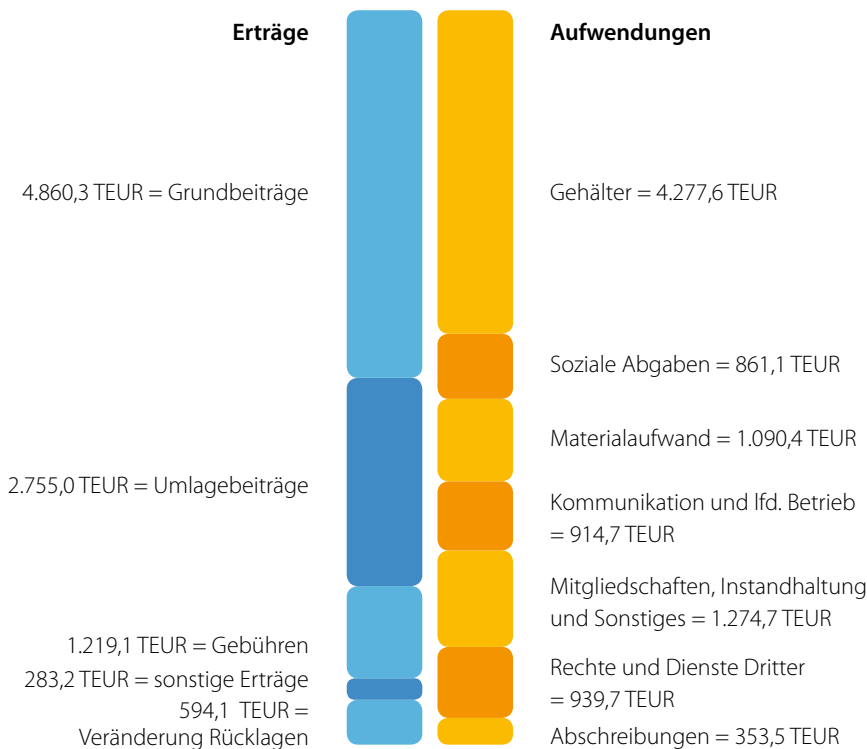 Erträge
4.860,3 TEUR = Grundbeiträge
2.755,0 TEUR = Umlagebeiträge
1.219,1 TEUR = Gebühren
283,2 TEUR = sonstige Erträge
594,1 TEUR =
Veränderung Rücklagen
Aufwendungen
Gehälter = 4.277,6 TEUR
Soziale Abgaben = 861,1 TEUR
Materialaufwand = 1.090,4 TEUR
Kommunikation und lfd. Betrieb
= 914,7 TEUR
Mitgliedschaften, Instandhaltung
und Sonstiges = 1.274,7 TEUR
Rechte und Dienste Dritter
= 939,7 TEUR
Abschreibungen = 353,5 TEUR